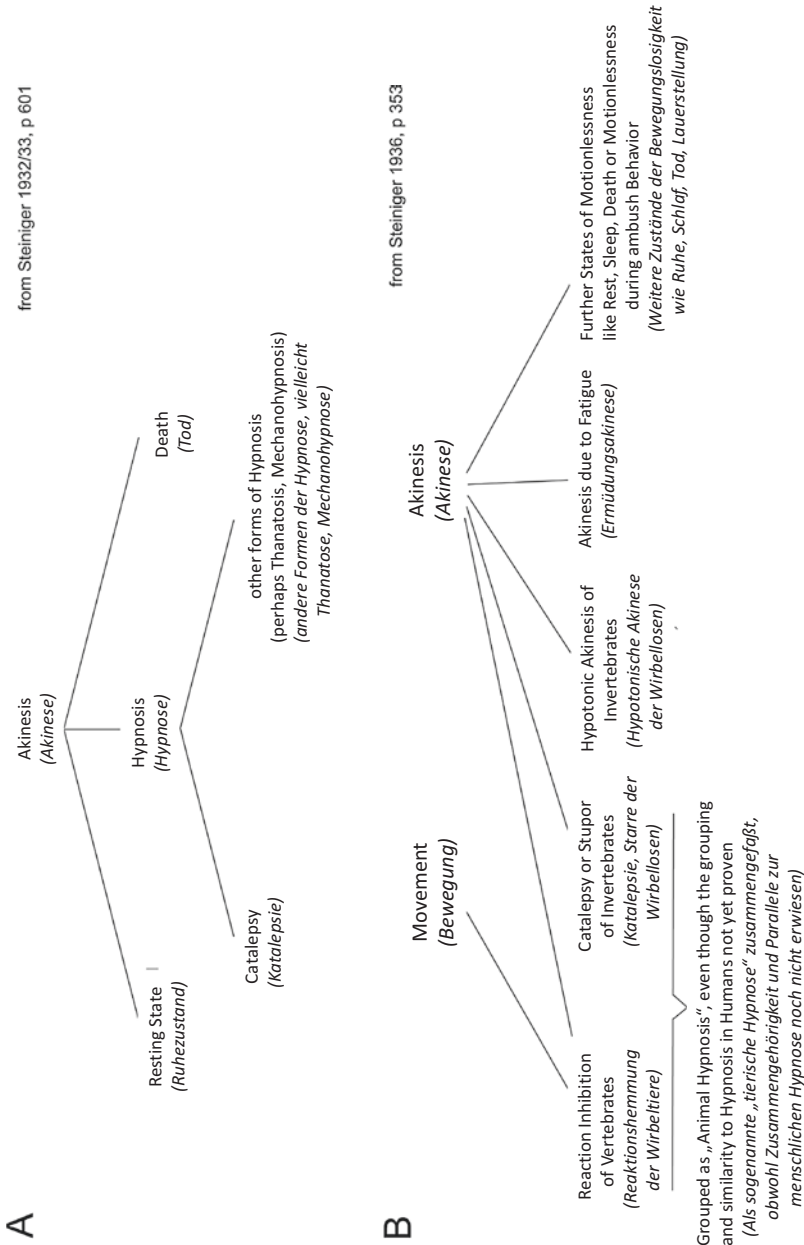 A
from Steiniger 1932/33, p 601
Akinesis
(Akinese)
Resting State
(Ruhezustand)
Hypnosis
(Hypnose)
Death
(Tod)
Catalepsy
(Katalepsie)
other forms of Hypnosis
(perhaps Thanatosis, Mechanohypnosis)
(andere Formen der Hypnose, vielleicht
Thanatose, Mechanohypnose)
B
from Steiniger 1936, p 353
Movement
(Bewegung)
Akinesis
(Akinese)
Reaction Inhibition
of Vertebrates
(Reaktionshemmung
der Wirbeltiere)
Catalepsy or Stupor
of Invertebrates
(Katalepsie, Starre der
Wirbellosen)
Hypotonic Akinesis of
Invertebrates
(Hypotonische Akinese
der Wirbellosen)
Akinesis due to Fatigue
(Ermüdungsakinese)
Further States of Motionlessness
like Rest, Sleep, Death or Motionlessness
during ambush Behavior
(Weitere Zustände der Bewegungslosigkeit
wie Ruhe, Schlaf, Tod, Lauerstellung)
Grouped as „Animal Hypnosis“, even though the grouping
and similarity to Hypnosis in Humans not yet proven
(Als sogenannte „tierische Hypnose“ zusammengefaßt,
obwohl Zusammengehörigkeit und Parallele zur
menschlichen Hypnose noch nicht erwiesen)